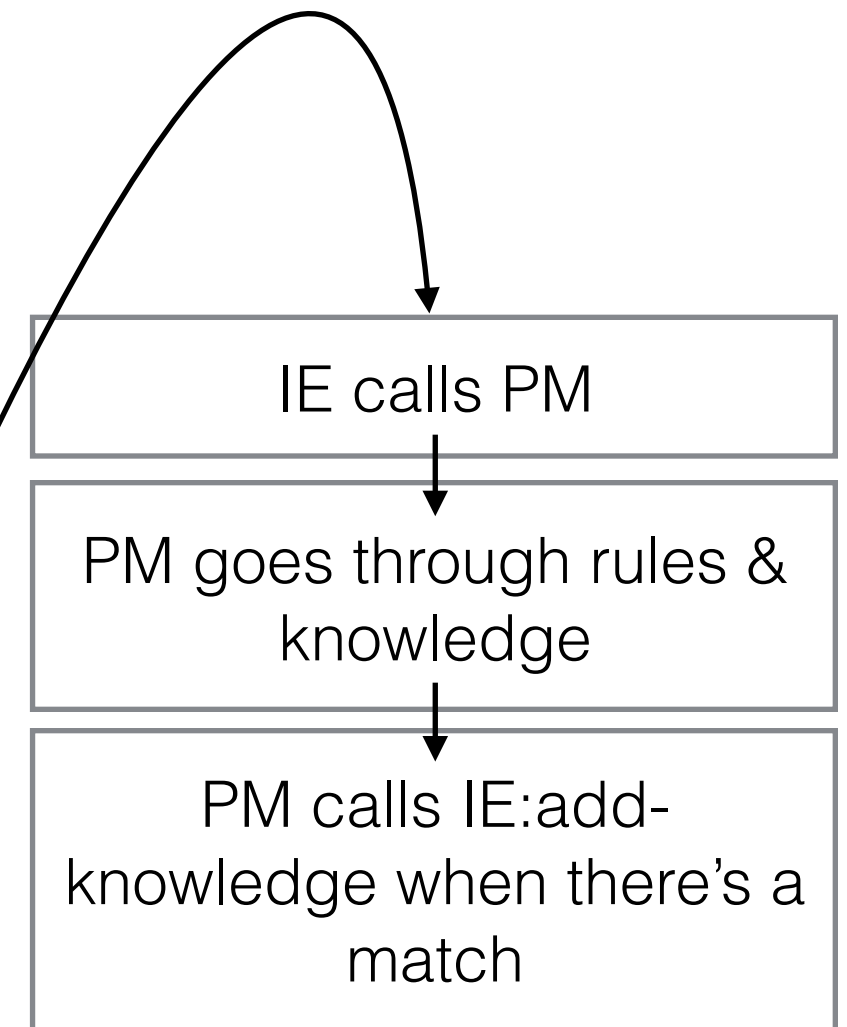 IE calls PM
PM goes through rules &
knowledge
PM calls IE:add-
knowledge when there’s a
match